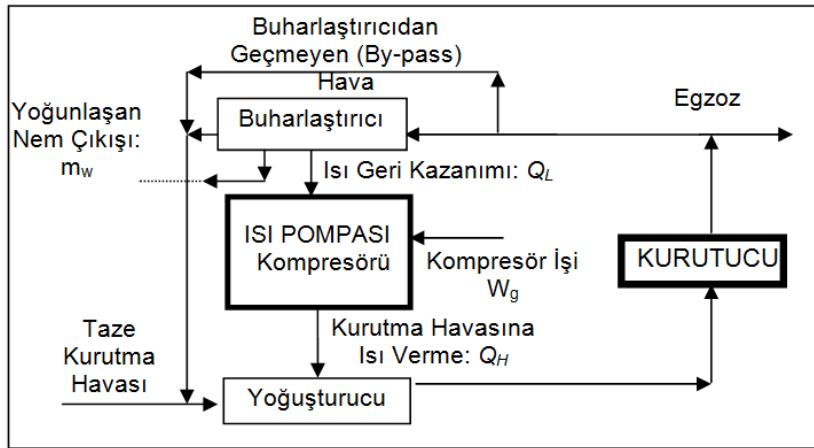 Buharlaştırıcıdan
Geçmeyen (By-pass)
Hava
Egzoz
Yoğunlaşan
Nem Çıkışı:
mw
Buharlaştırıcı
Isı Geri Kazanımı: QL
ISI POMPASI
Kompresörü
Kompresör İşi
Wg
KURUTUCU
Taze
Kurutma
Havası
Kurutma Havasına
Isı Verme: QH
Yoğuşturucu